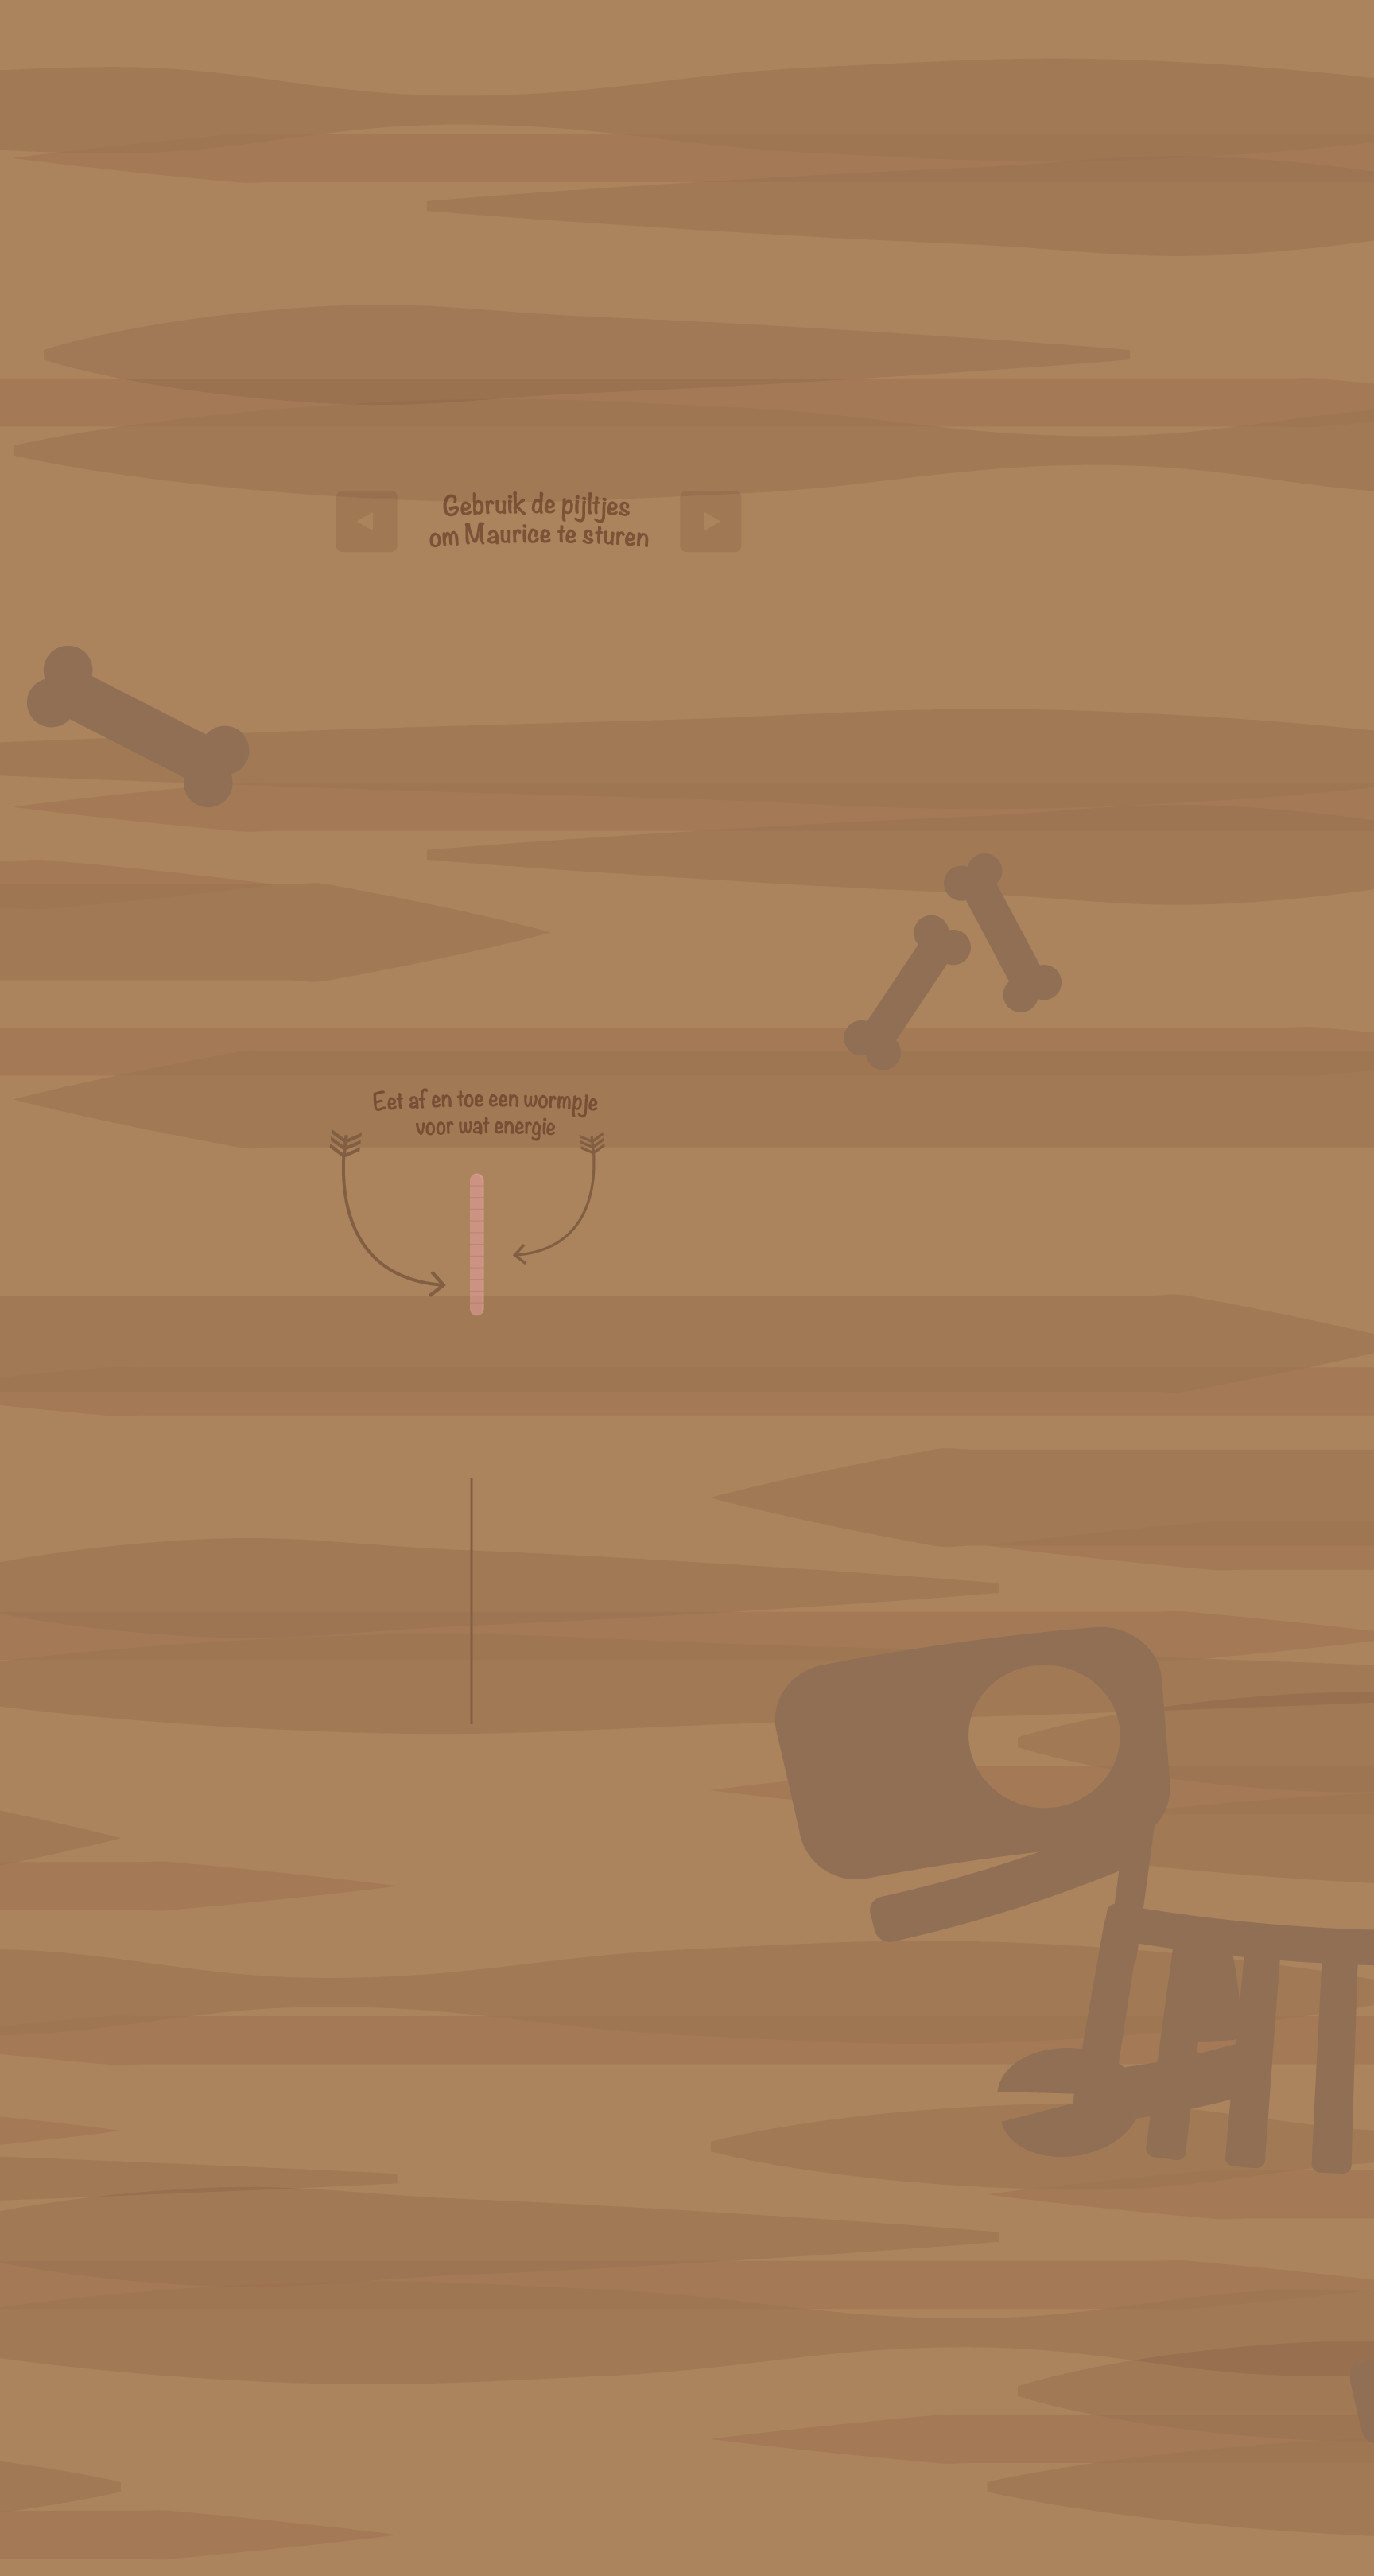 Gebruik de pijltjes
om Maurice te sturen
Eet af en toe een wormpje
voor wat energie